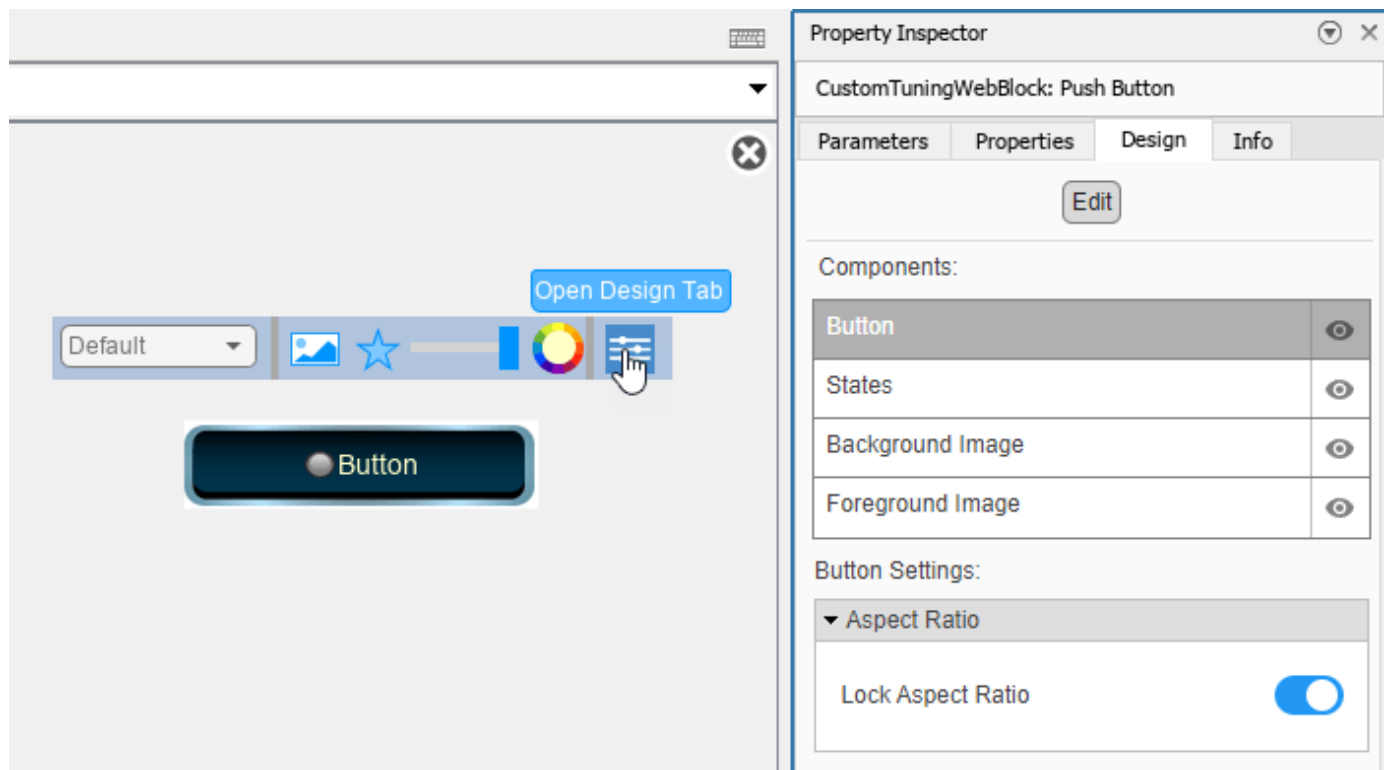 Property Inspector
CustomTuningWebBlock: Push Button
Parameters Properties Design Info
Edit
Components:
Open Design Tab
Default
Button
Button
States
Background Image
Foreground Image
Button Settings:
Aspect Ratio
Lock Aspect Ratio